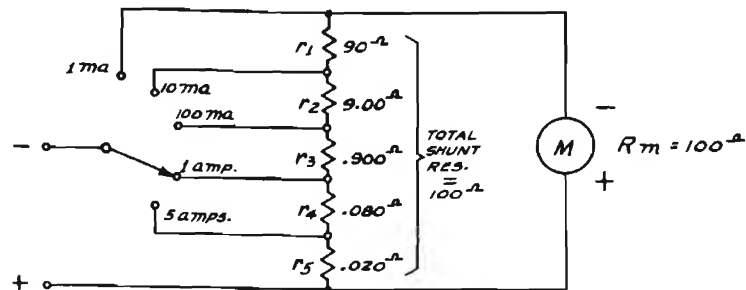 r1 90Ω
1 ma
10 ma
r2 9.00Ω
100 ma
TOTAL
SHUNT
RES.
=
100Ω
−
M
Rm = 100Ω
+
−
r3 .900Ω
1 amp.
r4 .080Ω
5 amps.
r5 .020Ω
+